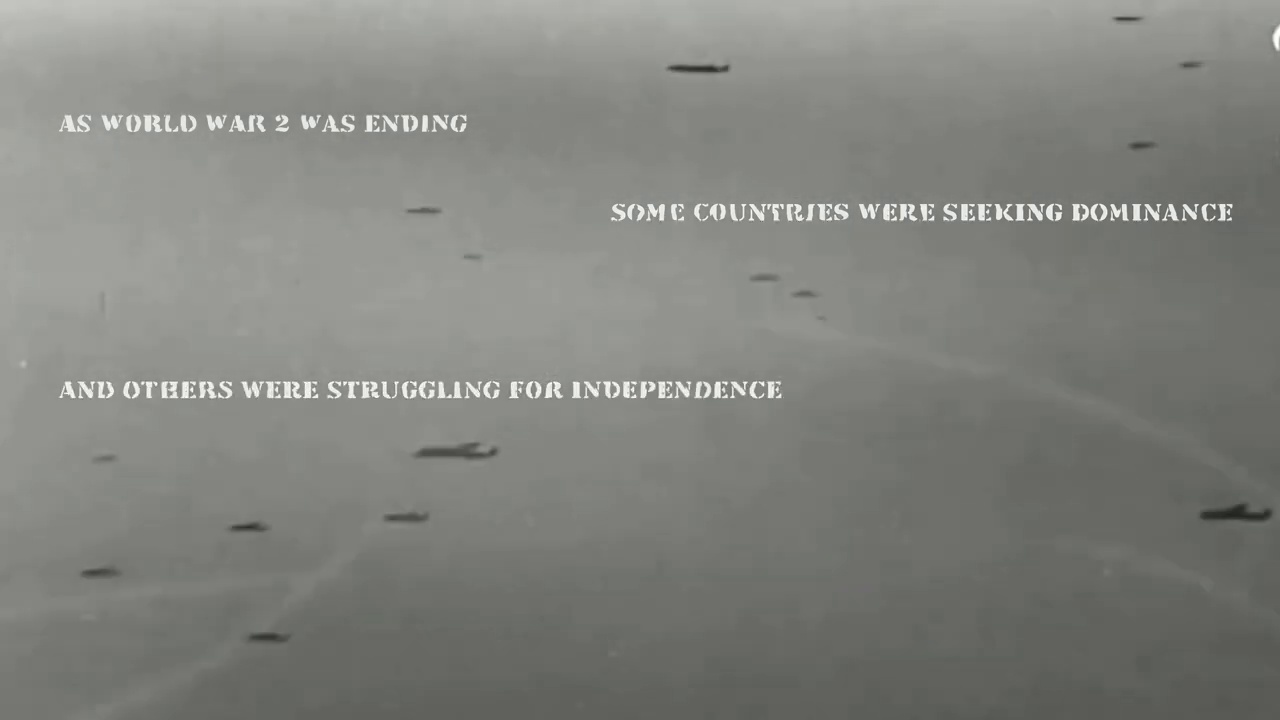 AS WORLD WAR 2 WAS ENDING
SOME COUNTRIES WERE SEEKING DOMINANCE
AND OTHERS WERE STRUGGLING FOR INDEPENDENCE